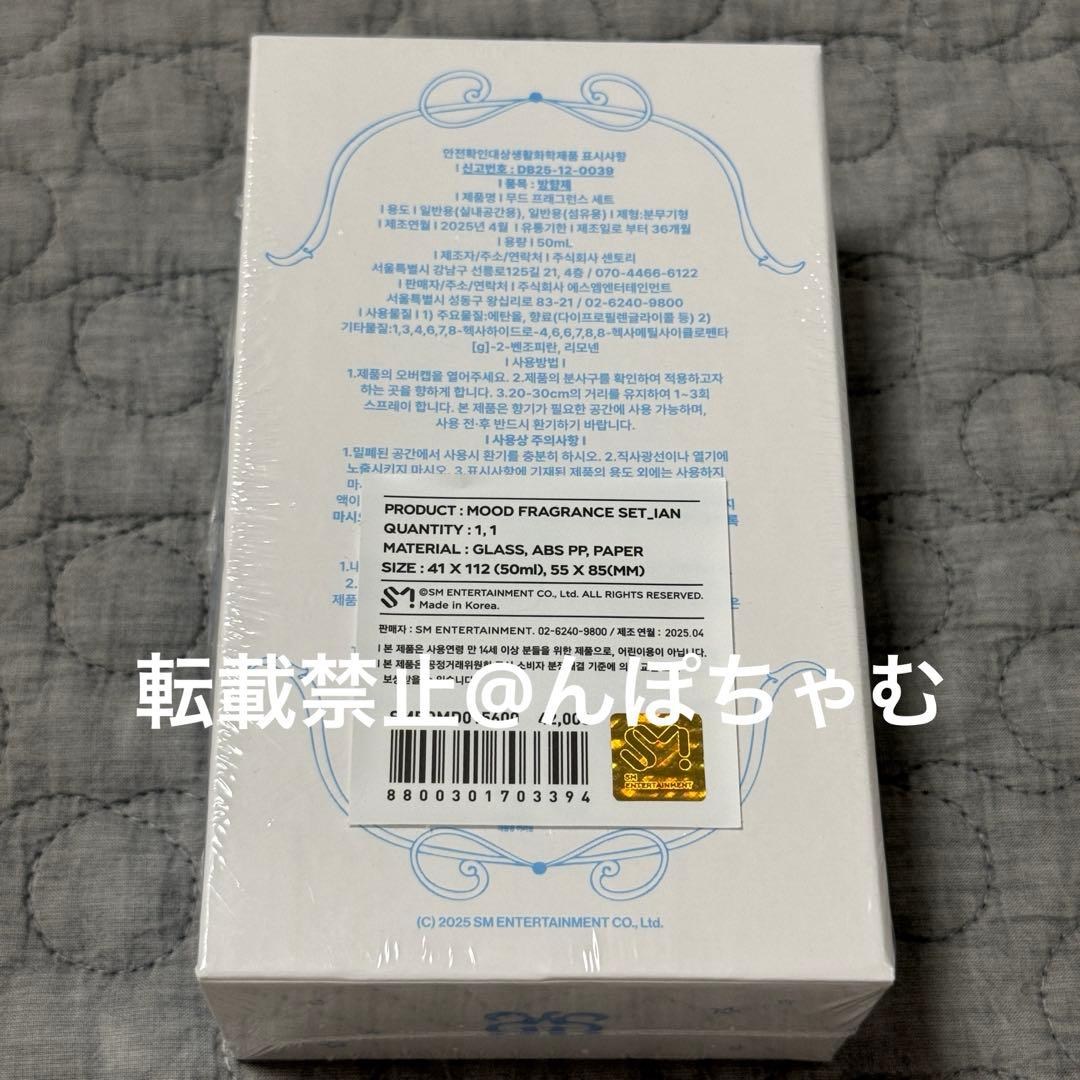 안전확인대상생활화학제품 표시사항
l 신고번호 : DB25-12-0039
l 품목 : 방향제
l 제품명 l 무드 프래그런스 세트
l 용도 l 일반용(실내공간용), 일반용(섬유용) l 제형:분무기형
l 제조연월 l 2025년 4월 l 유통기한 l 제조일로 부터 36개월
l 용량 l 50mL
l 제조자/주소/연락처 l 주식회사 센토리
서울특별시 강남구 선릉로125길 21, 4층 / 070-4466-6122
l 판매자/주소/연락처 l 주식회사 에스엠엔터테인먼트
서울특별시 성동구 왕십리로 83-21 / 02-6240-9800
l 사용물질 l 1) 주요물질:에탄올, 향료(다이프로필렌글라이콜 등) 2)
기타물질:1,3,4,6,7,8-헥사하이드로-4,6,6,7,8,8-헥사메틸사이클로펜타
[g]-2-벤조피란, 리모넨
l 사용방법 l
1.제품의 오버캡을 열어주세요. 2.제품의 분사구를 확인하여 적용하고자
하는 곳을 향하게 합니다. 3.20-30cm의 거리를 유지하여 1~3회
스프레이 합니다. 본 제품은 향기가 필요한 공간에 사용 가능하며,
사용 전·후 반드시 환기하기 바랍니다.
l 사용상 주의사항 l
1.밀폐된 공간에서 사용시 환기를 충분히 하시오. 2.직사광선이나 열기에
노출시키지 마시오. 3.표시사항에 기재된 제품의 용도 외에는 사용하지
PRODUCT : MOOD FRAGRANCE SET_IAN
QUANTITY : 1, 1
MATERIAL : GLASS, ABS PP, PAPER
SIZE : 41 X 112 (50ml), 55 X 85(MM)
SM! ©SM ENTERTAINMENT CO., Ltd. ALL RIGHTS RESERVED.
Made in Korea.
판매자 : SM ENTERTAINMENT. 02-6240-9800 / 제조 연월 : 2025.04
l 본 제품은 사용연령 만 14세 이상 분들을 위한 제품으로, 어린이용이 아닙니다.
l 본 제품은 공정거래위원회 소비자 분쟁
転載禁止@んぽちゃむ
8800301703394
SM!
SM
ENTERTAINMENT
(C) 2025 SM ENTERTAINMENT CO., Ltd.